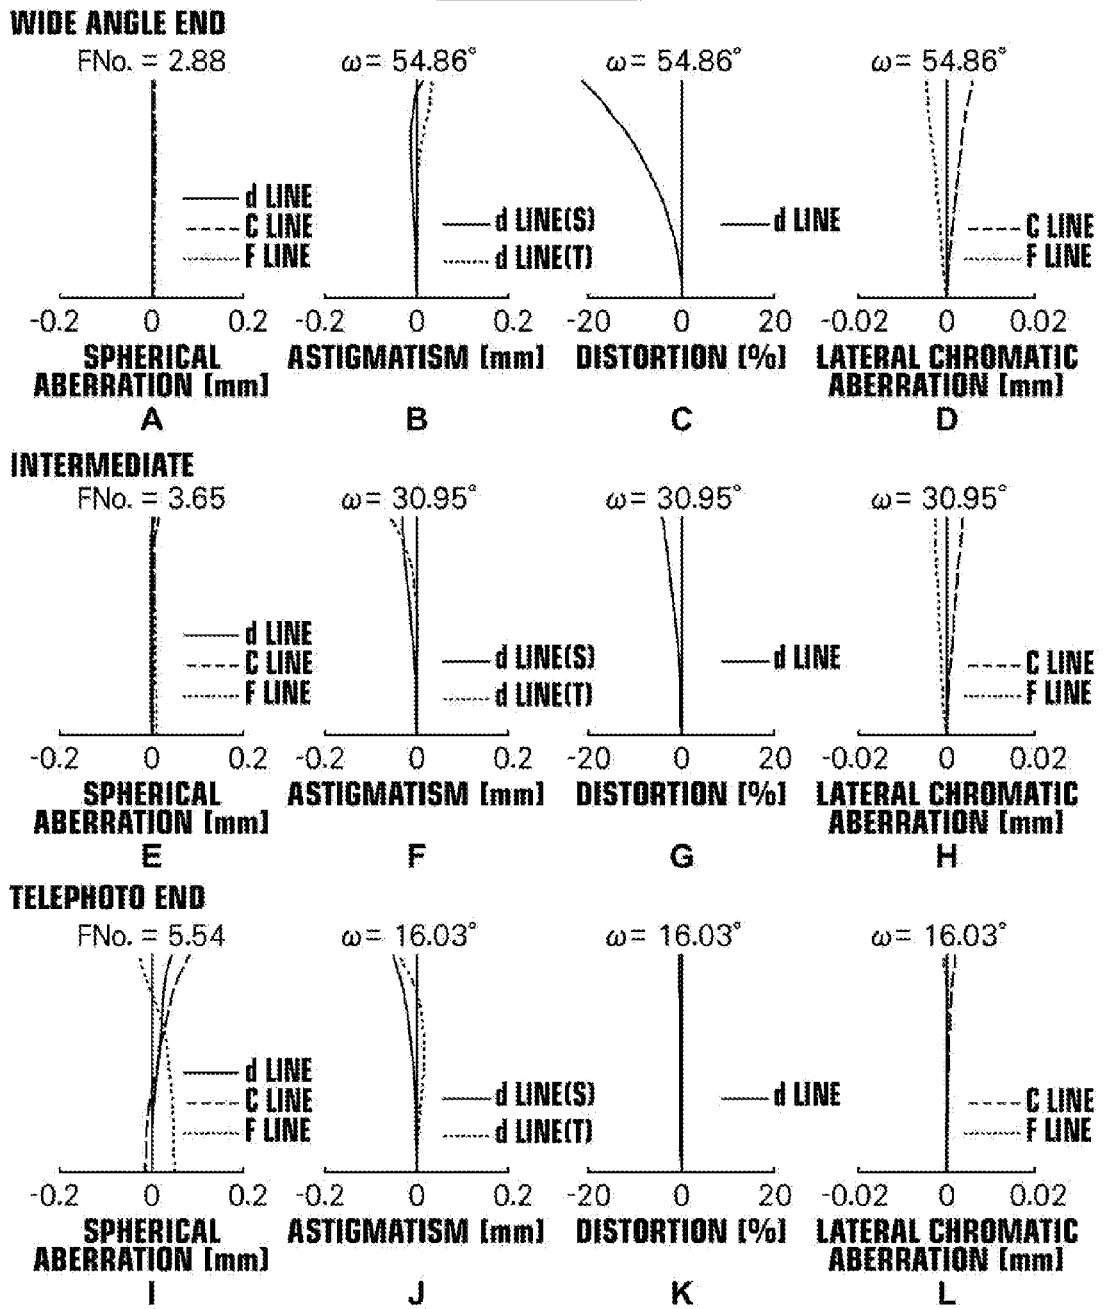 WIDE ANGLE END
FNo. = 2.88
ω= 54.86°
ω= 54.86°
ω= 54.86°
d LINE
C LINE
F LINE
d LINE(S)
d LINE(T)
d LINE
C LINE
F LINE
-0.2 0 0.2
-0.2 0 0.2
-20 0 20
-0.02 0 0.02
SPHERICAL
ABERRATION [mm]
ASTIGMATISM [mm]
DISTORTION [%]
LATERAL CHROMATIC
ABERRATION [mm]
A
B
C
D
INTERMEDIATE
FNo. = 3.65
ω= 30.95°
ω= 30.95°
ω= 30.95°
d LINE
C LINE
F LINE
d LINE(S)
d LINE(T)
d LINE
C LINE
F LINE
-0.2 0 0.2
-0.2 0 0.2
-20 0 20
-0.02 0 0.02
SPHERICAL
ABERRATION [mm]
ASTIGMATISM [mm]
DISTORTION [%]
LATERAL CHROMATIC
ABERRATION [mm]
E
F
G
H
TELEPHOTO END
FNo. = 5.54
ω= 16.03°
ω= 16.03°
ω= 16.03°
d LINE
C LINE
F LINE
d LINE(S)
d LINE(T)
d LINE
C LINE
F LINE
-0.2 0 0.2
-0.2 0 0.2
-20 0 20
-0.02 0 0.02
SPHERICAL
ABERRATION [mm]
ASTIGMATISM [mm]
DISTORTION [%]
LATERAL CHROMATIC
ABERRATION [mm]
I
J
K
L